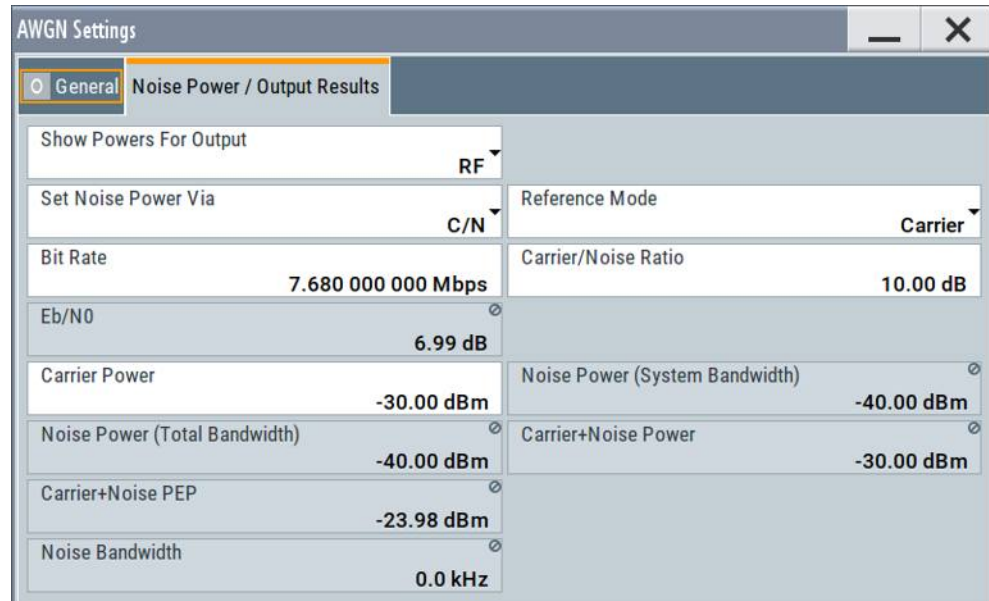 AWGN Settings
General
Noise Power / Output Results
Show Powers For Output
RF
Set Noise Power Via
C/N
Reference Mode
Carrier
Bit Rate
7.680 000 000 Mbps
Carrier/Noise Ratio
10.00 dB
Eb/N0
6.99 dB
Carrier Power
-30.00 dBm
Noise Power (System Bandwidth)
-40.00 dBm
Noise Power (Total Bandwidth)
-40.00 dBm
Carrier+Noise Power
-30.00 dBm
Carrier+Noise PEP
-23.98 dBm
Noise Bandwidth
0.0 kHz